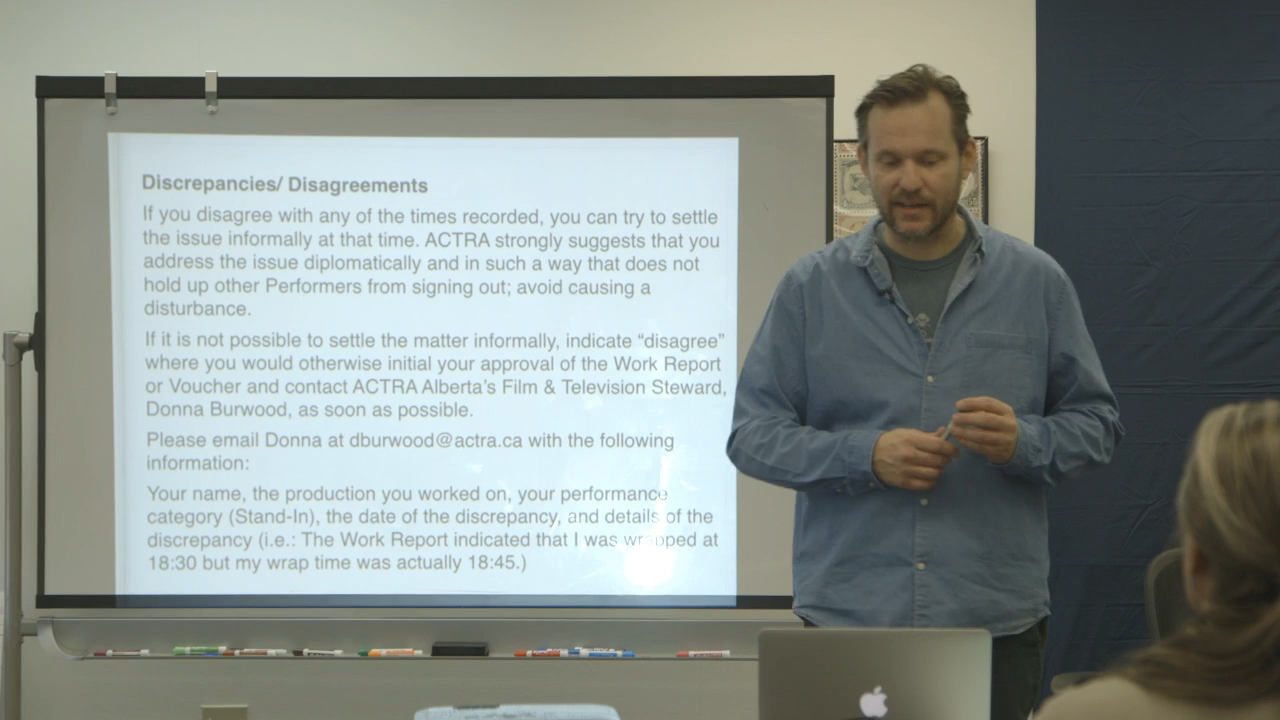 Discrepancies/ Disagreements
If you disagree with any of the times recorded, you can try to settle
the issue informally at that time. ACTRA strongly suggests that you
address the issue diplomatically and in such a way that does not
hold up other Performers from signing out; avoid causing a
disturbance.
If it is not possible to settle the matter informally, indicate “disagree”
where you would otherwise initial your approval of the Work Report
or Voucher and contact ACTRA Alberta's Film & Television Steward,
Donna Burwood, as soon as possible.
Please email Donna at dburwood@actra.ca with the following
information:
Your name, the production you worked on, your performance
category (Stand-In), the date of the discrepancy, and details of the
discrepancy (i.e.: The Work Report indicated that I was wrapped at
18:30 but my wrap time was actually 18:45.)